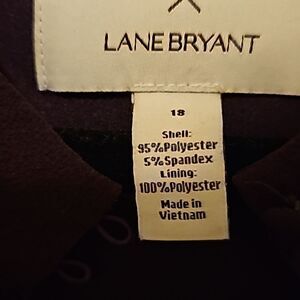 LANE BRYANT
18
Shell:
95%Polyester
5%Spandex
Lining:
100%Polyester
Made in
Vietnam